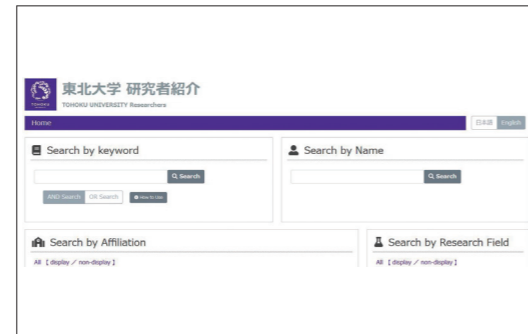 東北大学 研究者紹介
TOHOKU
TOHOKU UNIVERSITY Researchers
Home
日本語 English
Search by keyword
Search
AND Search OR Search How to Use
Search by Name
Search
Search by Affiliation
All 【 display / non-display 】
Search by Research Field
All 【 display / non-display 】